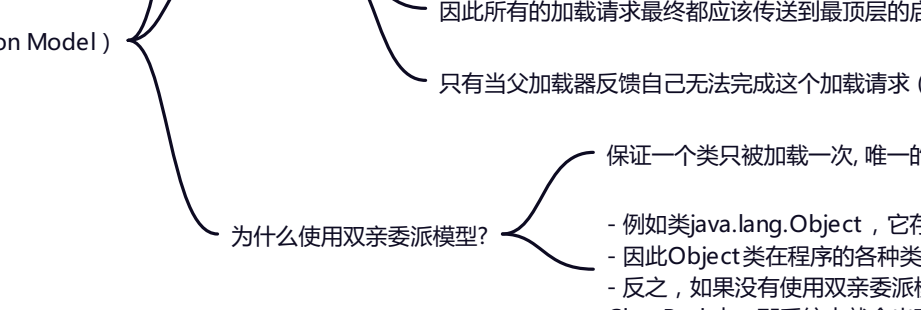 因此所有的加载请求最终都应该传送到最顶层的
on Model）
只有当父加载器反馈自己无法完成这个加载请求（
保证一个类只被加载一次, 唯一的
为什么使用双亲委派模型?
- 例如类java.lang.Object，它存
- 因此Object类在程序的各种类
- 反之，如果没有使用双亲委派模